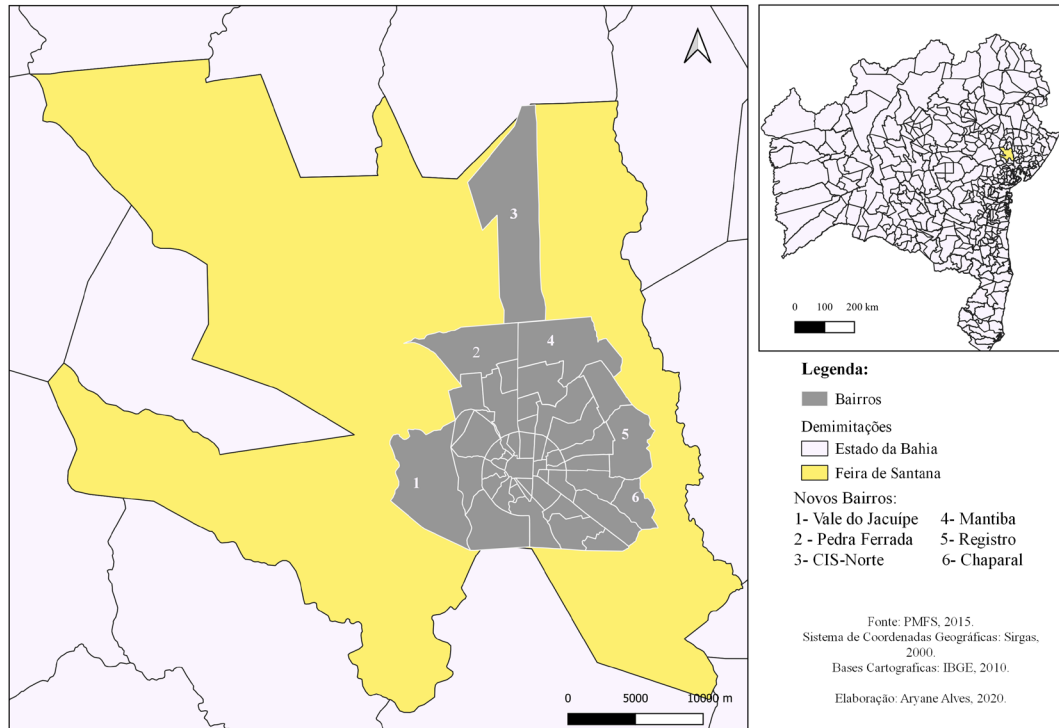 3
2
4
5
1
6
0 5000 10000 m
0 100 200 km
Legenda:
Bairros
Demimitações
Estado da Bahia
Feira de Santana
Novos Bairros:
1- Vale do Jacuípe 4- Mantiba
2 - Pedra Ferrada 5- Registro
3- CIS-Norte 6- Chaparal
Fonte: PMFS, 2015.
Sistema de Coordenadas Geográficas: Sirgas,
2000.
Bases Cartograficas: IBGE, 2010.
Elaboração: Aryane Alves, 2020.